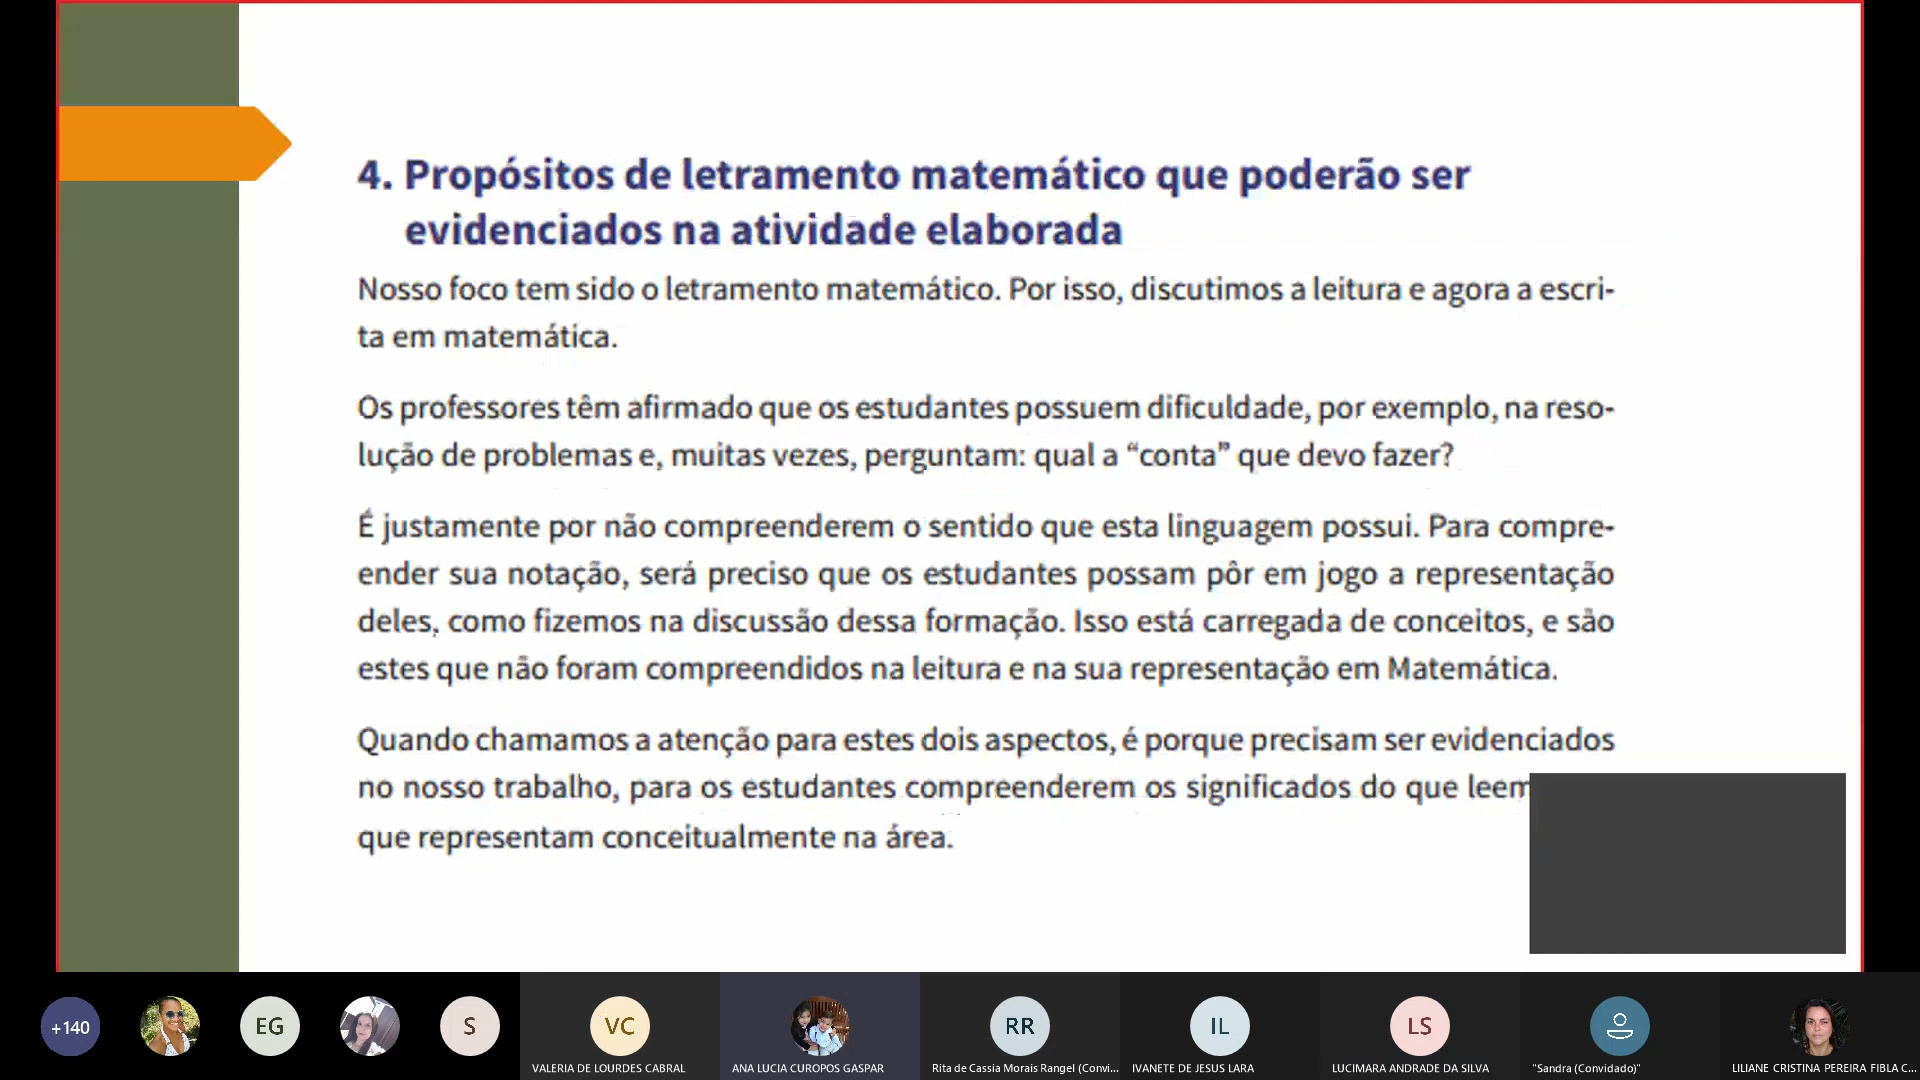 4. Propósitos de letramento matemático que poderão ser
evidenciados na atividade elaborada
Nosso foco tem sido o letramento matemático. Por isso, discutimos a leitura e agora a escri-
ta em matemática.
Os professores têm afirmado que os estudantes possuem dificuldade, por exemplo, na reso-
lução de problemas e, muitas vezes, perguntam: qual a “conta” que devo fazer?
É justamente por não compreenderem o sentido que esta linguagem possui. Para compre-
ender sua notação, será preciso que os estudantes possam pôr em jogo a representação
deles, como fizemos na discussão dessa formação. Isso está carregada de conceitos, e são
estes que não foram compreendidos na leitura e na sua representação em Matemática.
Quando chamamos a atenção para estes dois aspectos, é porque precisam ser evidenciados
no nosso trabalho, para os estudantes compreenderem os significados do que leem
que representam conceitualmente na área.
+140
EG
S
VC
RR
IL
LS
VALERIA DE LOURDES CABRAL
ANA LUCIA CUROPOS GASPAR
Rita de Cassia Morais Rangel (Convi...
IVANETE DE JESUS LARA
LUCIMARA ANDRADE DA SILVA
"Sandra (Convidado)"
LILIANE CRISTINA PEREIRA FIBLA C...